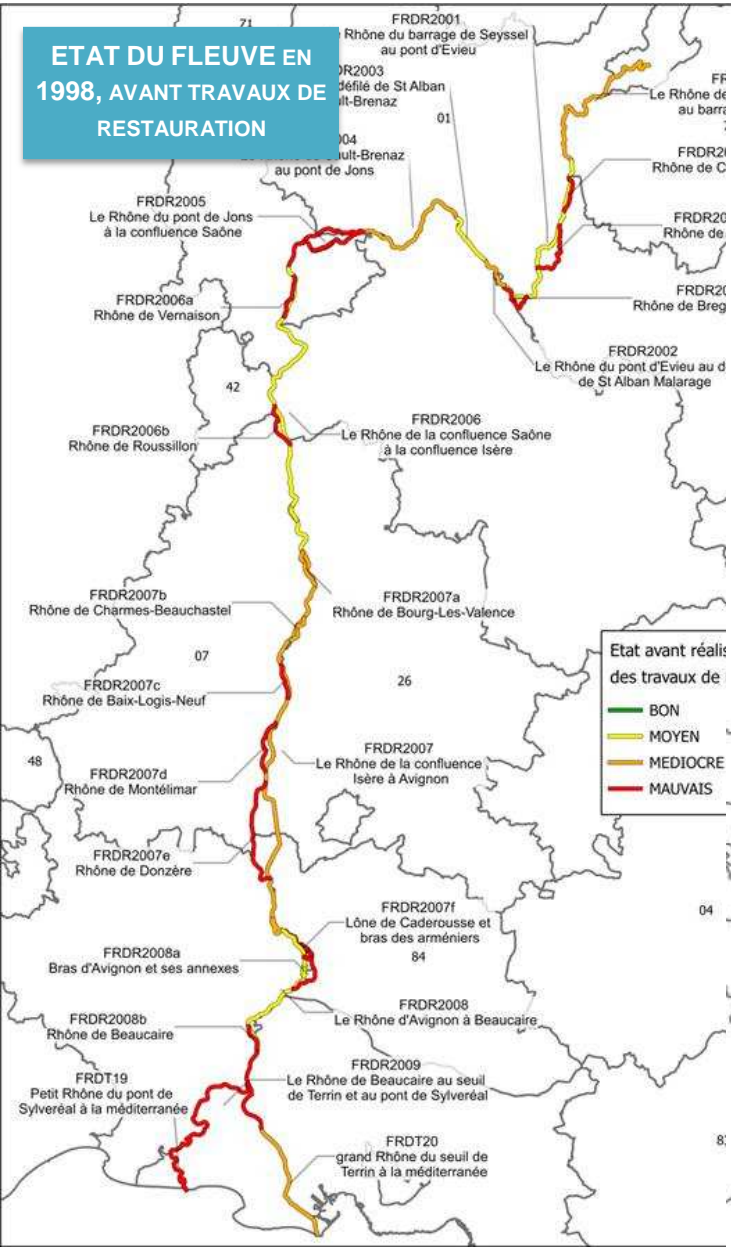 ETAT DU FLEUVE EN
1998, AVANT TRAVAUX DE
RESTAURATION
71
FRDR2001
Rhône du barrage de Seyssel
au pont d'Evieu
défilé de St Alban
01
au pont de Jons
Le Rhône de
au
Rhône de
FRDR2005
Le Rhône du pont de Jons
à la confluence Saône
Rhône de
FRDR2006a
Rhône de Vernaison
Rhône de
FRDR2002
Le Rhône du pont d'Evieu au
de St Alban Malarage
42
FRDR2006b
Rhône de Roussillon
FRDR2006
Le Rhône de la confluence Saône
à la confluence Isère
FRDR2007b
Rhône de Charmes-Beauchastel
FRDR2007a
Rhône de Bourg-Les-Valence
07
26
FRDR2007c
Rhône de Baix-Logis-Neuf
Etat avant
des travaux de
BON
MOYEN
MEDIOCRE
MAUVAIS
48
FRDR2007d
Rhône de Montélimar
FRDR2007
Le Rhône de la confluence
Isère à Avignon
FRDR2007e
Rhône de Donzère
FRDR2007f
Lône de Caderousse et
bras des arméniers
04
84
FRDR2008a
Bras d'Avignon et ses annexes
FRDR2008
Le Rhône d'Avignon à Beaucaire
FRDR2008b
Rhône de Beaucaire
FRDR2009
Le Rhône de Beaucaire au seuil
de Terrin et au pont de Sylveréal
FRDT19
Petit Rhône du pont de
Sylveréal à la méditerranée
FRDT20
grand Rhône du seuil de
Terrin à la méditerranée